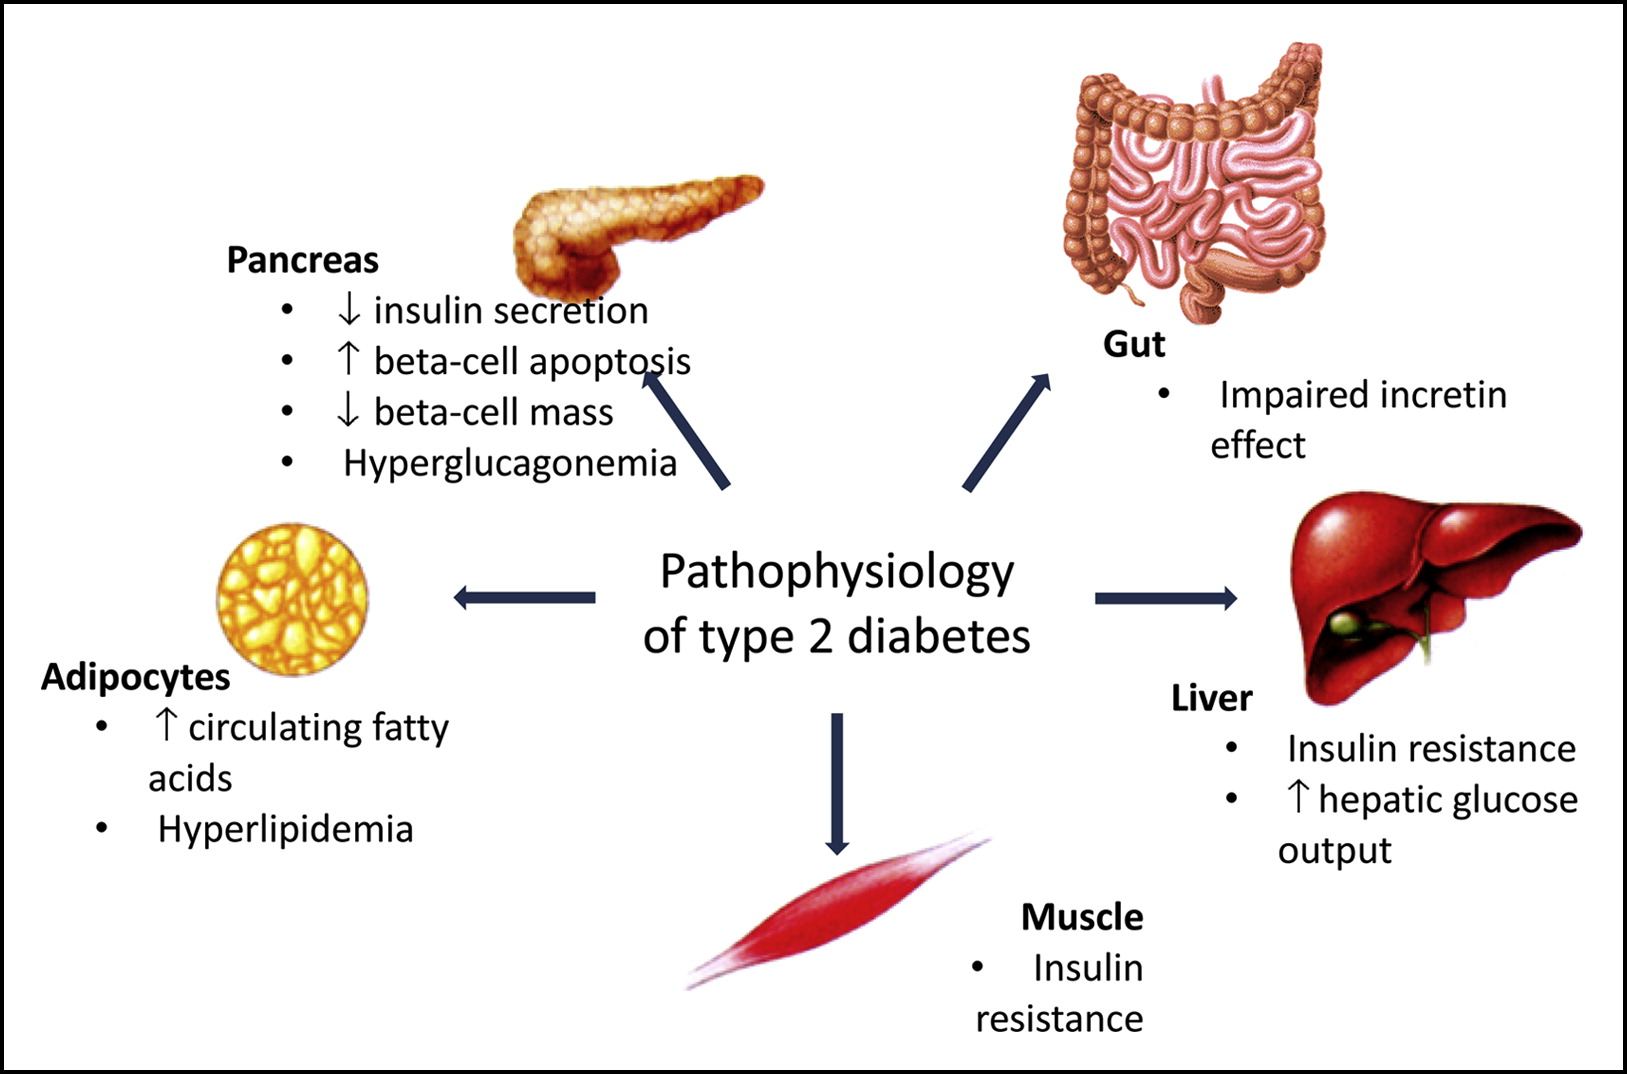 Pancreas
• ↓ insulin secretion
• ↑ beta-cell apoptosis
• ↓ beta-cell mass
• Hyperglucagonemia
Gut
• Impaired incretin
effect
Pathophysiology
of type 2 diabetes
Adipocytes
• ↑ circulating fatty
acids
• Hyperlipidemia
Liver
• Insulin resistance
• ↑ hepatic glucose
output
Muscle
• Insulin
resistance